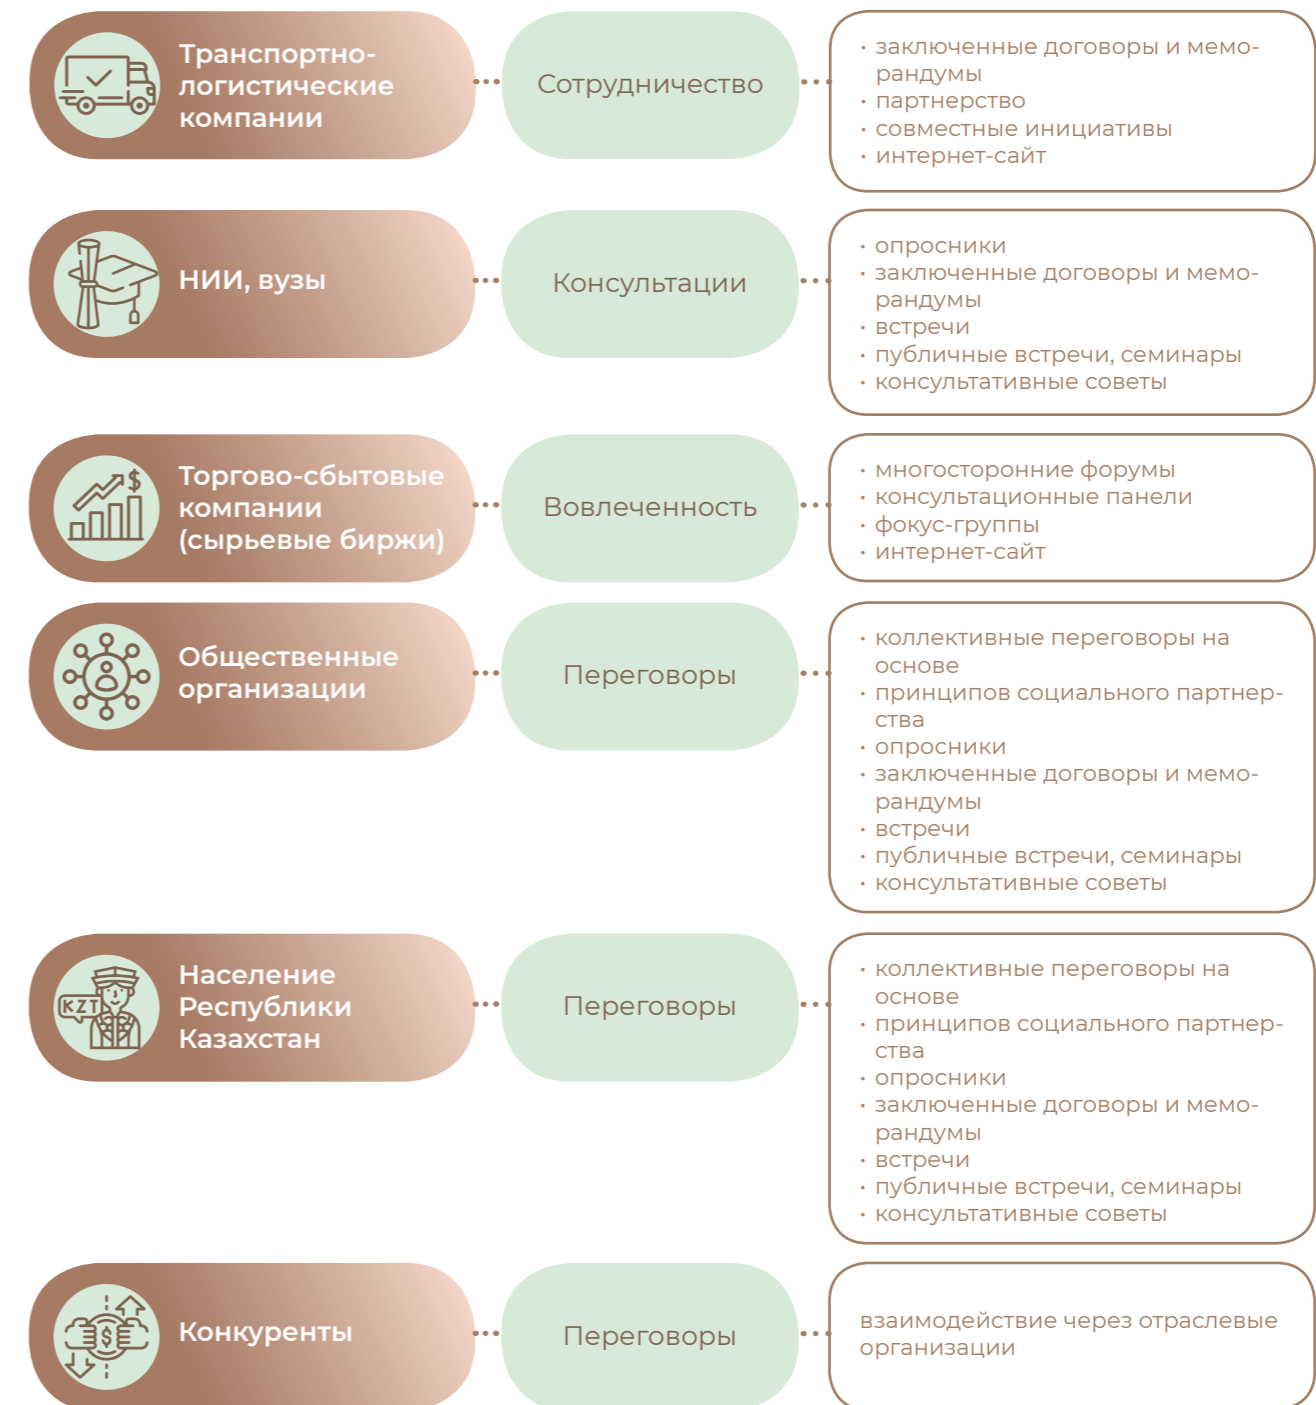 Транспортно-
логистические
компании
Сотрудничество
· заключенные договоры и мемо-
рандумы
· партнерство
· совместные инициативы
· интернет-сайт
НИИ, вузы
Консультации
· опросники
· заключенные договоры и мемо-
рандумы
· встречи
· публичные встречи, семинары
· консультативные советы
Торгово-сбытовые
компании
(сырьевые биржи)
Вовлеченность
· многосторонние форумы
· консультационные панели
· фокус-группы
· интернет-сайт
Общественные
организации
Переговоры
· коллективные переговоры на
основе
· принципов социального партнер-
ства
· опросники
· заключенные договоры и мемо-
рандумы
· встречи
· публичные встречи, семинары
· консультативные советы
KZT
Население
Республики
Казахстан
Переговоры
· коллективные переговоры на
основе
· принципов социального партнер-
ства
· опросники
· заключенные договоры и мемо-
рандумы
· встречи
· публичные встречи, семинары
· консультативные советы
Конкуренты
Переговоры
взаимодействие через отраслевые
организации